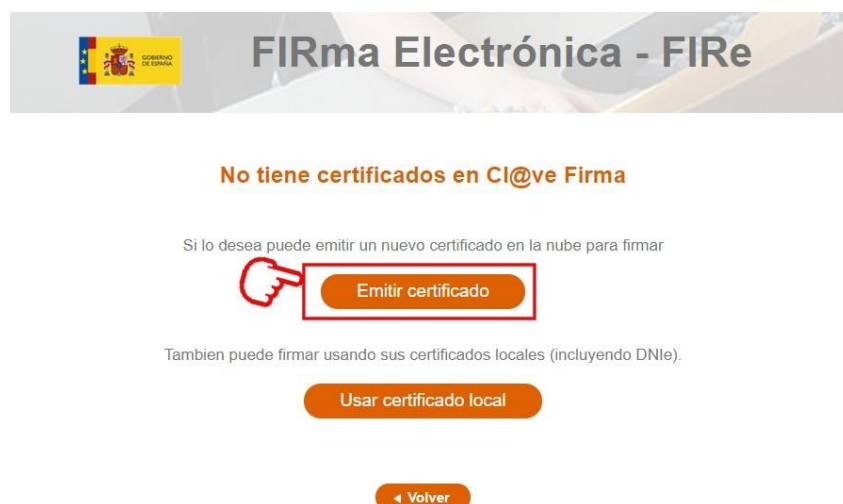 GOBIERNO
DE ESPAÑA
FIRma Electrónica - FIRe
No tiene certificados en Cl@ve Firma
Si lo desea puede emitir un nuevo certificado en la nube para firmar
Emitir certificado
Tambien puede firmar usando sus certificados locales (incluyendo DNIe).
Usar certificado local
Volver